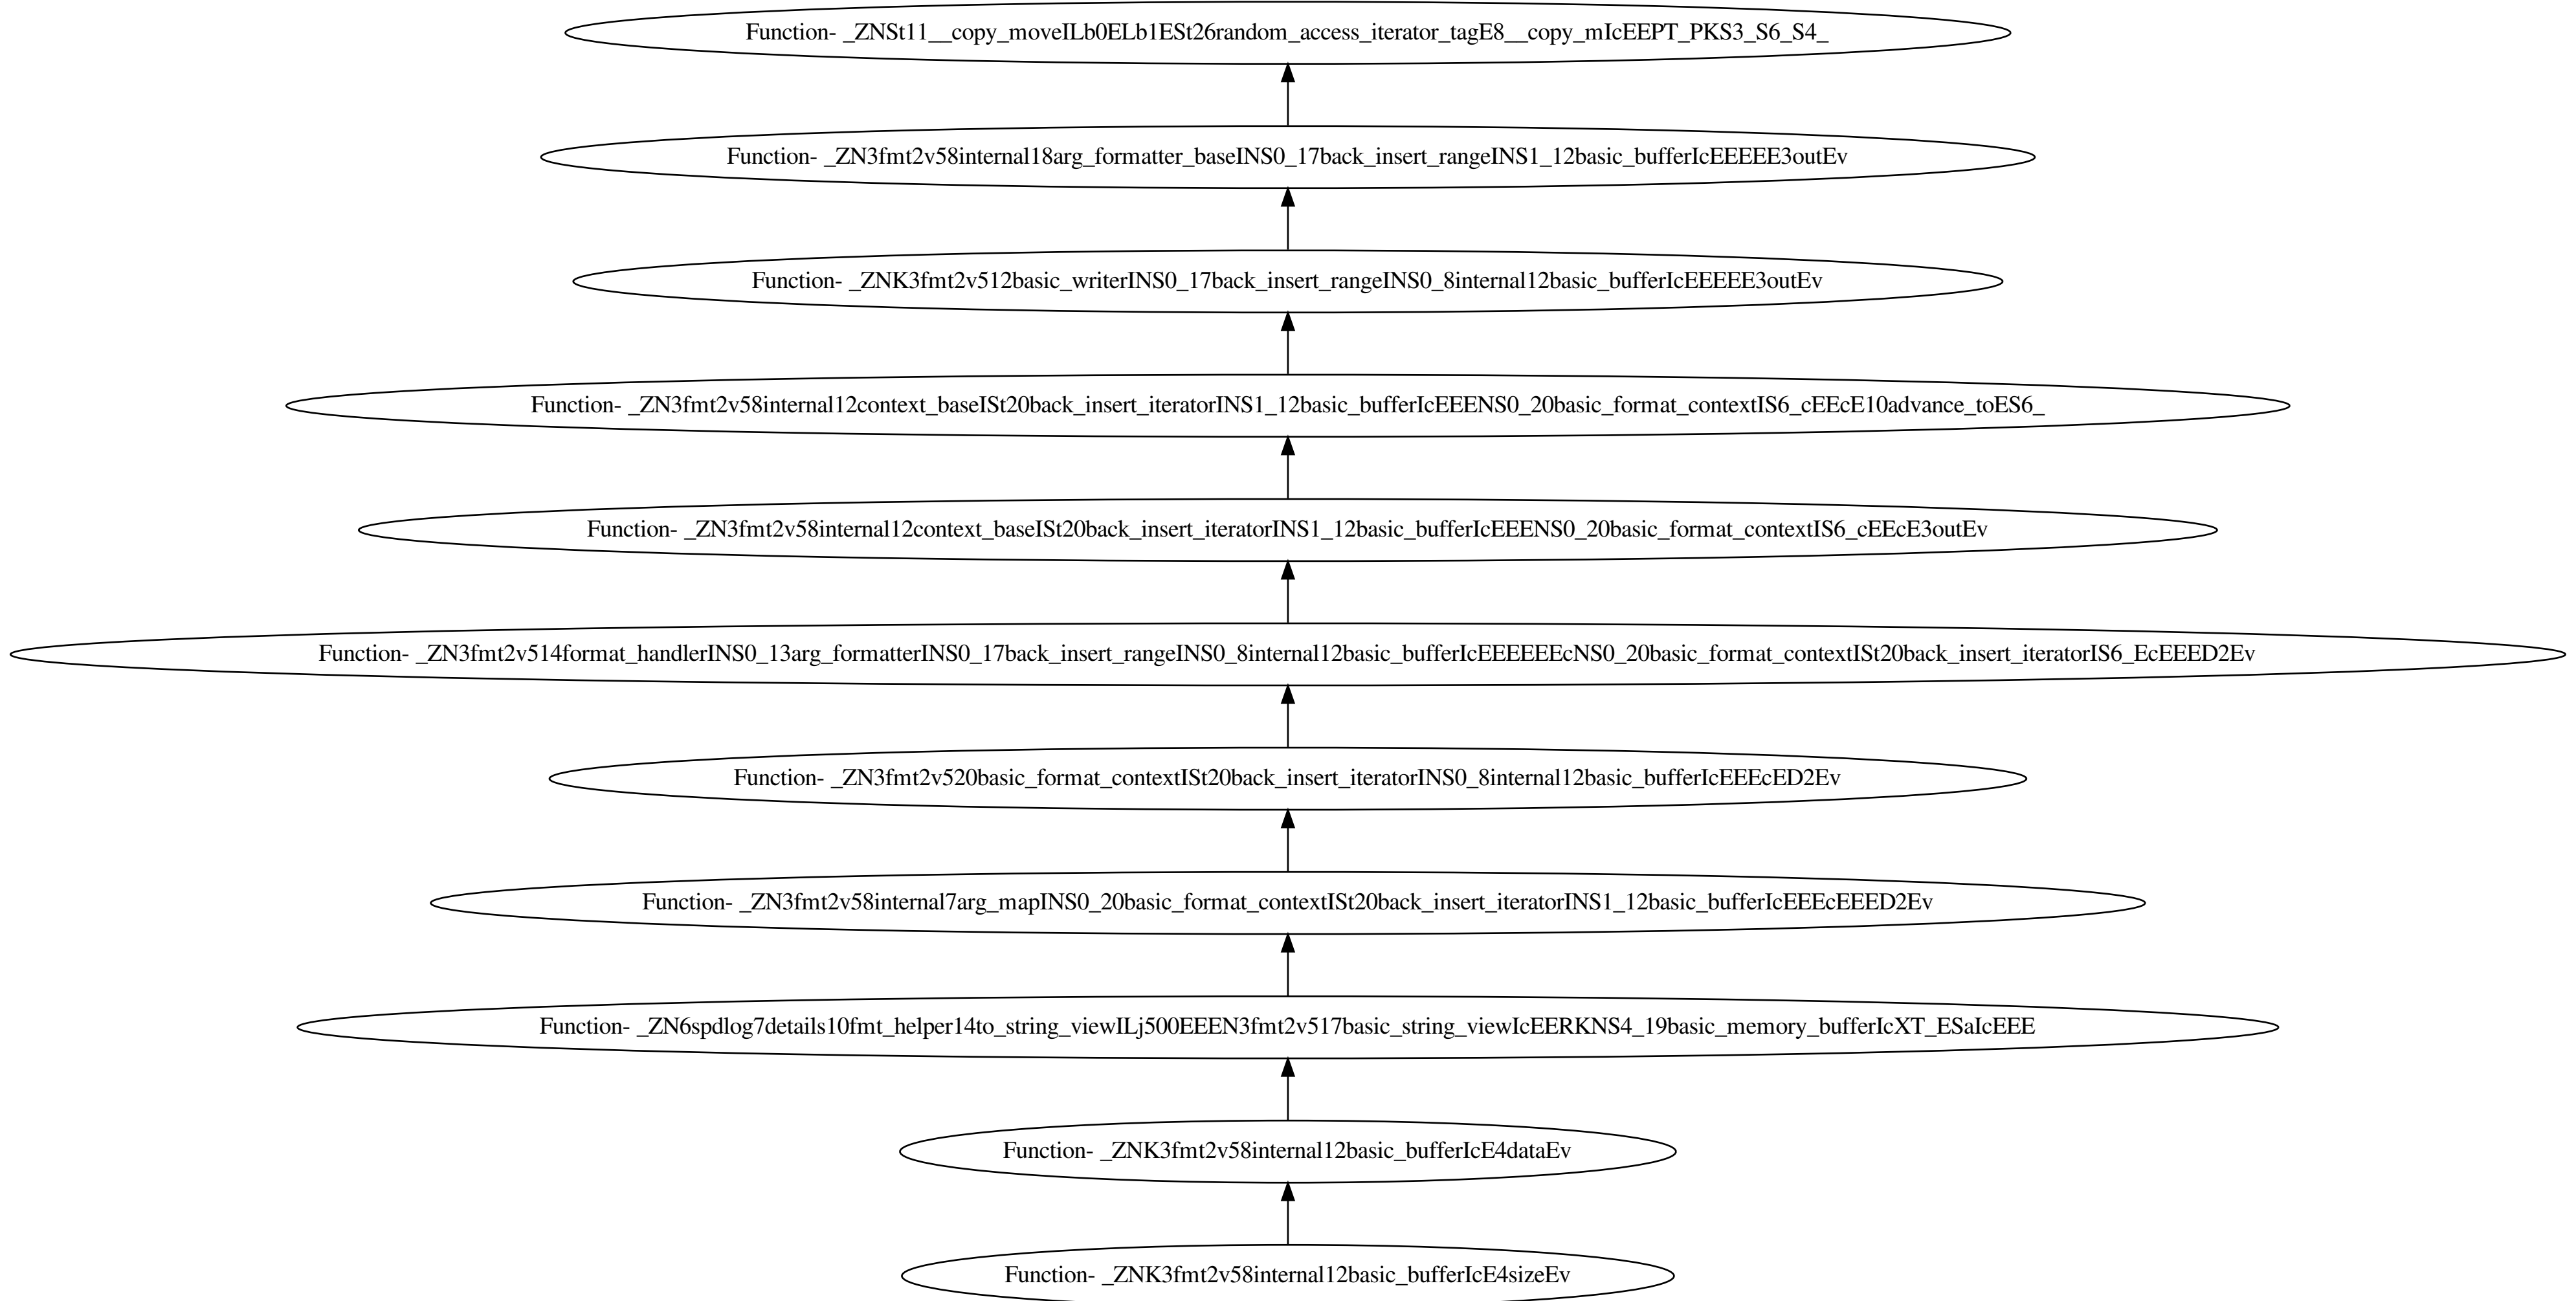 Function- _ZNSt11__copy_moveILb0ELb1ESt26random_access_iterator_tagE8__copy_mIcEEPT_PKS3_S6_S4_
Function- _ZN3fmt2v58internal18arg_formatter_baseINS0_17back_insert_rangeINS1_12basic_bufferIcEEEEE3outEv
Function- _ZNK3fmt2v512basic_writerINS0_17back_insert_rangeINS0_8internal12basic_bufferIcEEEEE3outEv
Function- _ZN3fmt2v58internal12context_baseISt20back_insert_iteratorINS1_12basic_bufferIcEEENS0_20basic_format_contextIS6_cEEcE10advance_toES6_
Function- _ZN3fmt2v58internal12context_baseISt20back_insert_iteratorINS1_12basic_bufferIcEEENS0_20basic_format_contextIS6_cEEcE3outEv
Function- _ZN3fmt2v514format_handlerINS0_13arg_formatterINS0_17back_insert_rangeINS0_8internal12basic_bufferIcEEEEEEcNS0_20basic_format_contextISt20back_insert_iteratorIS6_EcEEED2Ev
Function- _ZN3fmt2v520basic_format_contextISt20back_insert_iteratorINS0_8internal12basic_bufferIcEEEcED2Ev
Function- _ZN3fmt2v58internal7arg_mapINS0_20basic_format_contextISt20back_insert_iteratorINS1_12basic_bufferIcEEEcEEED2Ev
Function- _ZN6spdlog7details10fmt_helper14to_string_viewILj500EEEN3fmt2v517basic_string_viewIcEERKNS4_19basic_memory_bufferIcXT_ESaIcEEE
Function- _ZNK3fmt2v58internal12basic_bufferIcE4dataEv
Function- _ZNK3fmt2v58internal12basic_bufferIcE4sizeEv